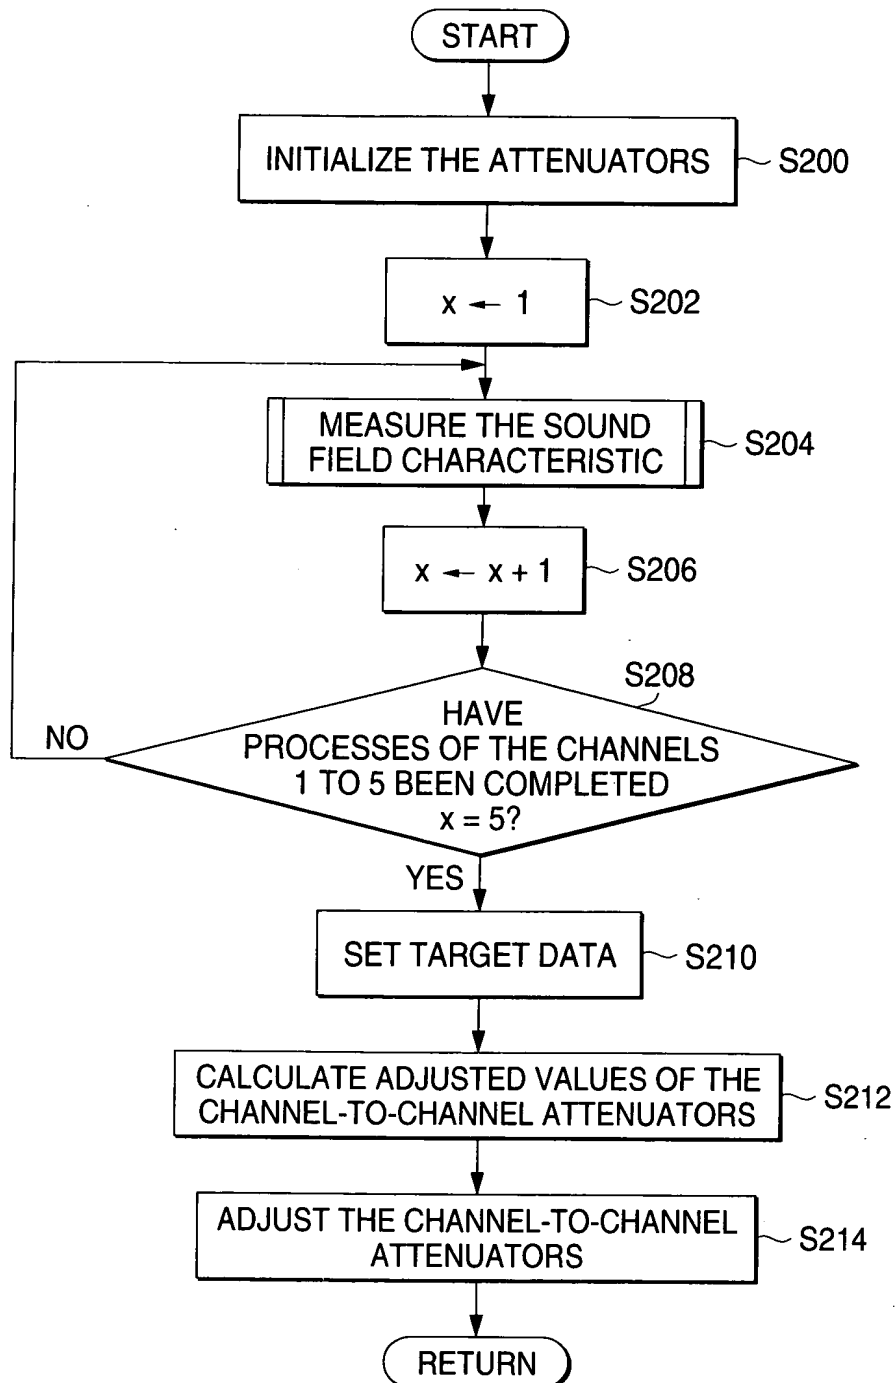 START
INITIALIZE THE ATTENUATORS
S200
x ← 1
S202
MEASURE THE SOUND
FIELD CHARACTERISTIC
S204
x ← x + 1
S206
S208
HAVE
PROCESSES OF THE CHANNELS
1 TO 5 BEEN COMPLETED
x = 5?
NO
YES
SET TARGET DATA
S210
CALCULATE ADJUSTED VALUES OF THE
CHANNEL-TO-CHANNEL ATTENUATORS
S212
ADJUST THE CHANNEL-TO-CHANNEL
ATTENUATORS
S214
RETURN